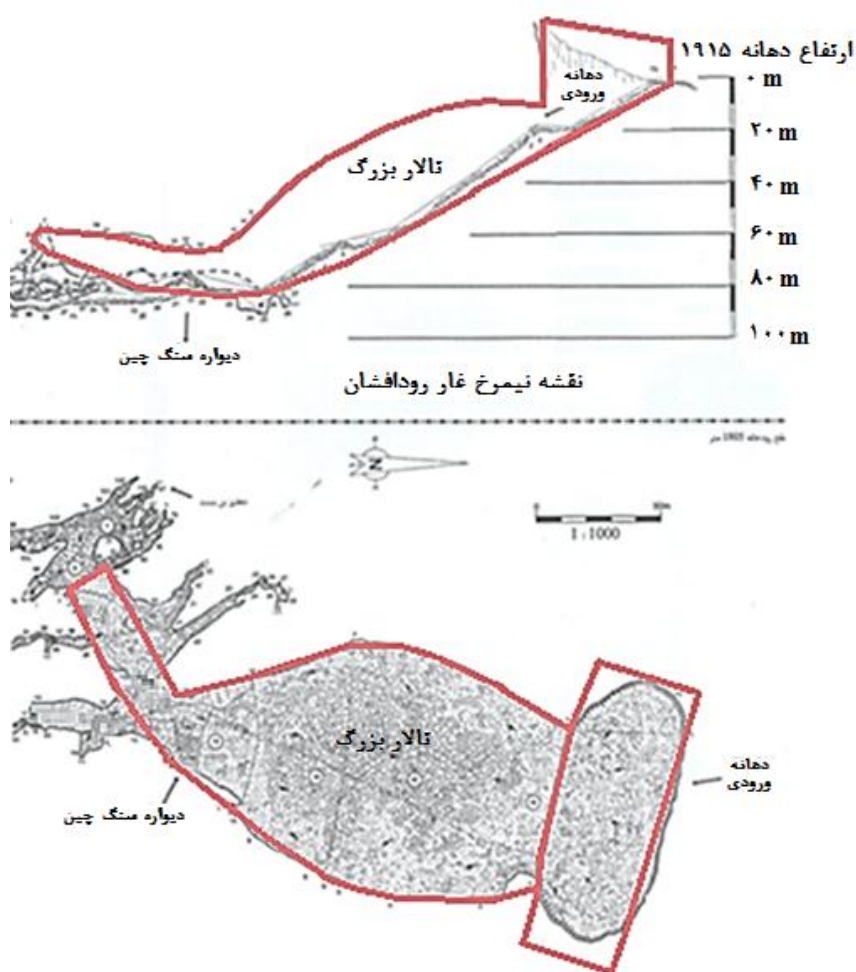 ارتفاع دهانه ۱۹۱۵
۰ m
دهانه
ورودی
۲۰ m
تالار بزرگ
۴۰ m
۶۰ m
۸۰ m
۱۰۰ m
دیواره سنگ چین
نقشه نیمرخ غار رودافشان
N
1:1000
تالار بزرگ
دهانه
ورودی
دیواره سنگ چین